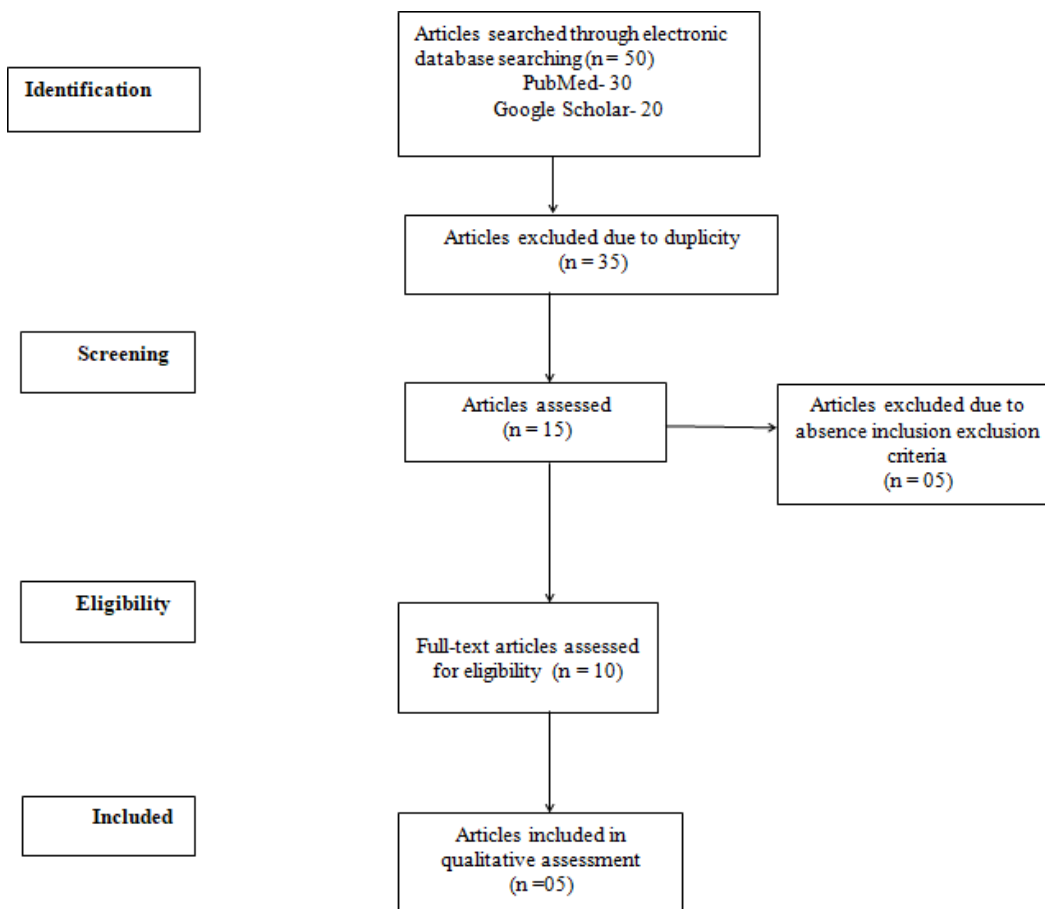 Identification
Articles searched through electronic
database searching (n = 50)
PubMed- 30
Google Scholar- 20
Articles excluded due to duplicity
(n = 35)
Screening
Articles assessed
(n = 15)
Articles excluded due to
absence inclusion exclusion
criteria
(n = 05)
Eligibility
Full-text articles assessed
for eligibility (n = 10)
Included
Articles included in
qualitative assessment
(n =05)